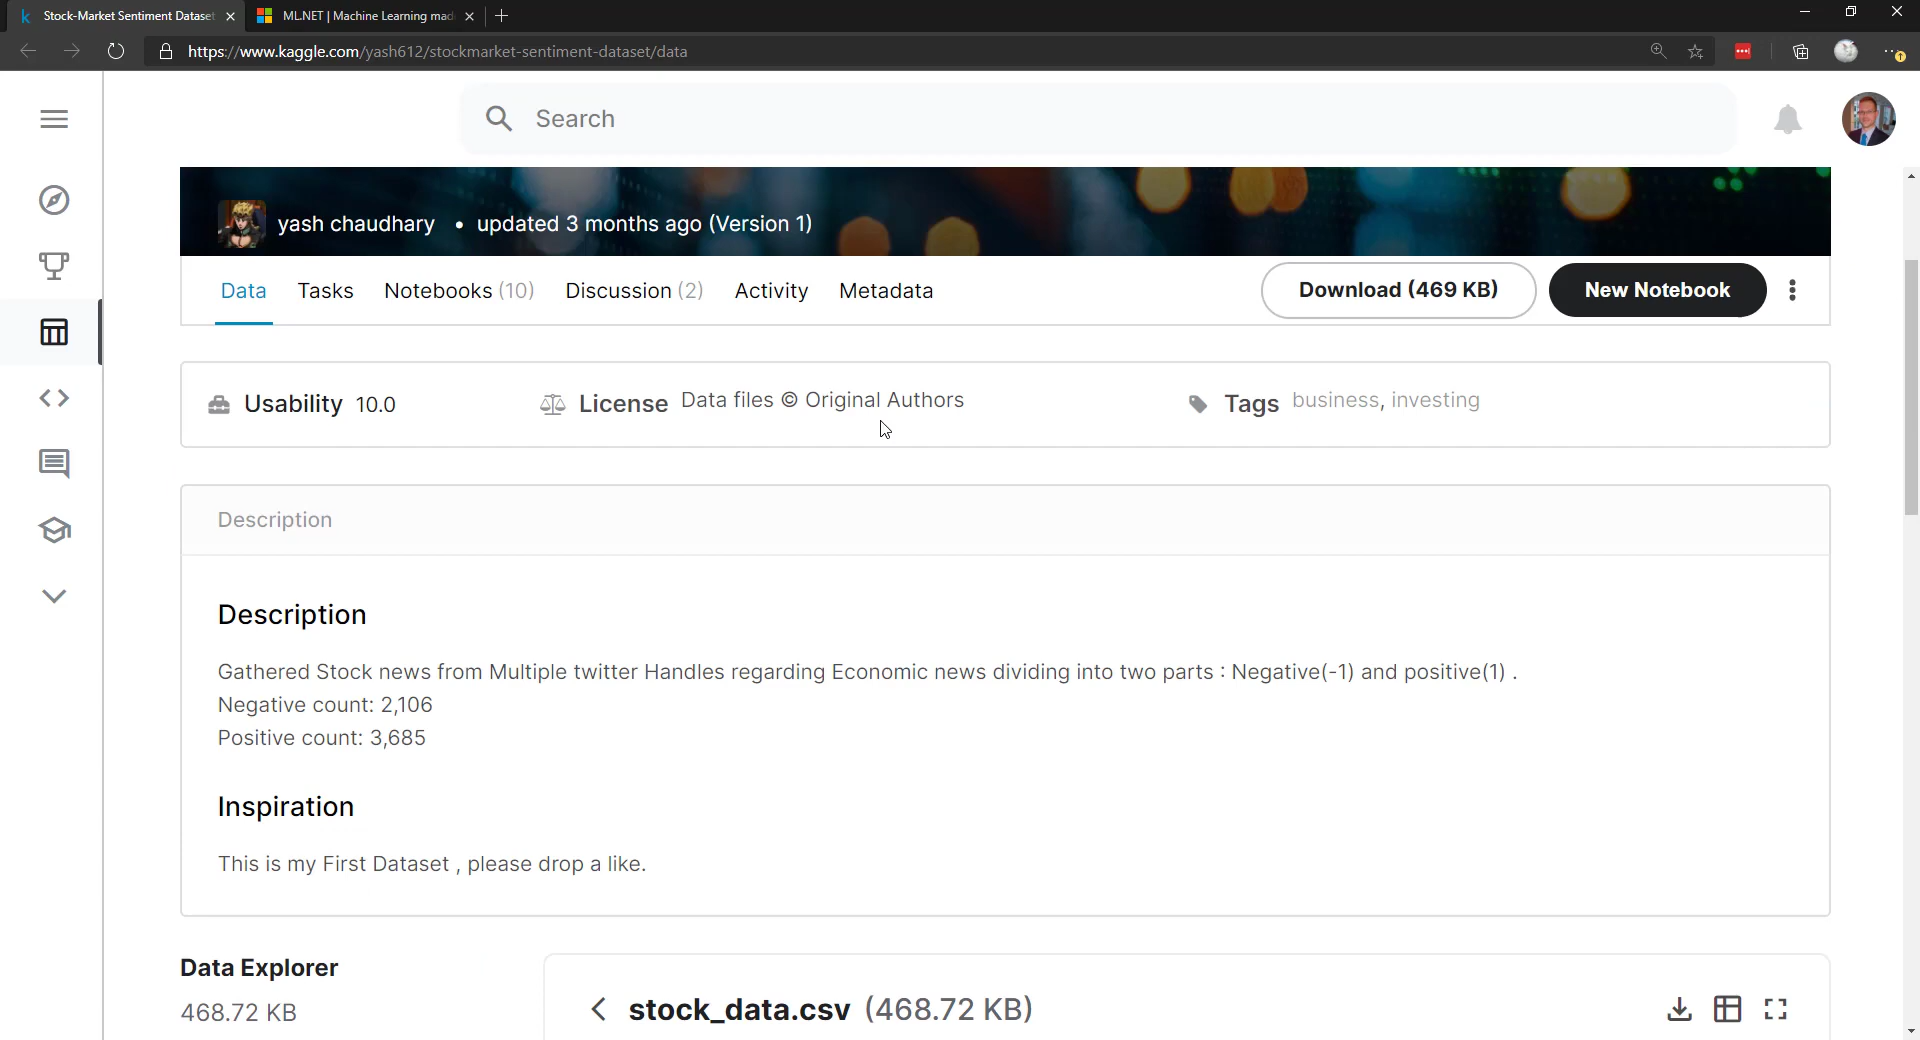 Stock-Market Sentiment Dataset
ML.NET | Machine Learning mad
https://www.kaggle.com/yash612/stockmarket-sentiment-dataset/data
Search
yash chaudhary • updated 3 months ago (Version 1)
Data Tasks Notebooks (10) Discussion (2) Activity Metadata Download (469 KB) New Notebook
Usability 10.0 License Data files © Original Authors Tags business, investing
Description
Description
Gathered Stock news from Multiple twitter Handles regarding Economic news dividing into two parts : Negative(-1) and positive(1) .
Negative count: 2,106
Positive count: 3,685
Inspiration
This is my First Dataset , please drop a like.
Data Explorer
468.72 KB
stock_data.csv (468.72 KB)